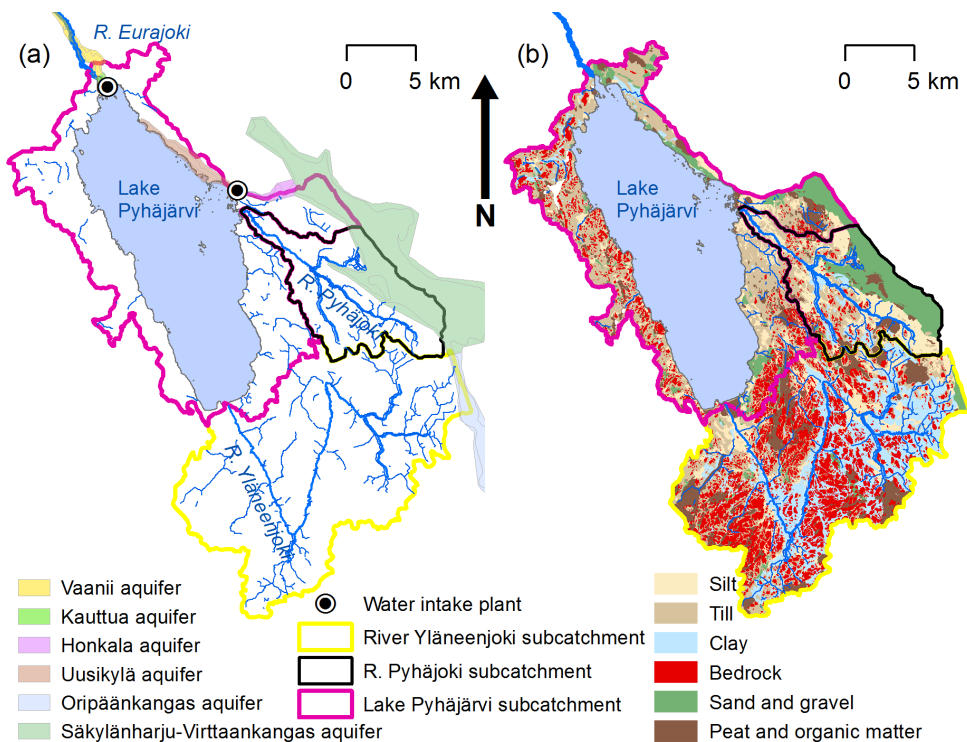 (a)
R. Eurajoki
0 5 km
N
Lake
Pyhäjärvi
R. Pyhäjoki
R. Yläneenjoki
(b)
0 5 km
Lake
Pyhäjärvi
Vaanii aquifer
Kauttua aquifer
Honkala aquifer
Uusikylä aquifer
Oripäänkangas aquifer
Säkylänharju-Virttaankangas aquifer
Water intake plant
River Yläneenjoki subcatchment
R. Pyhäjoki subcatchment
Lake Pyhäjärvi subcatchment
Silt
Till
Clay
Bedrock
Sand and gravel
Peat and organic matter